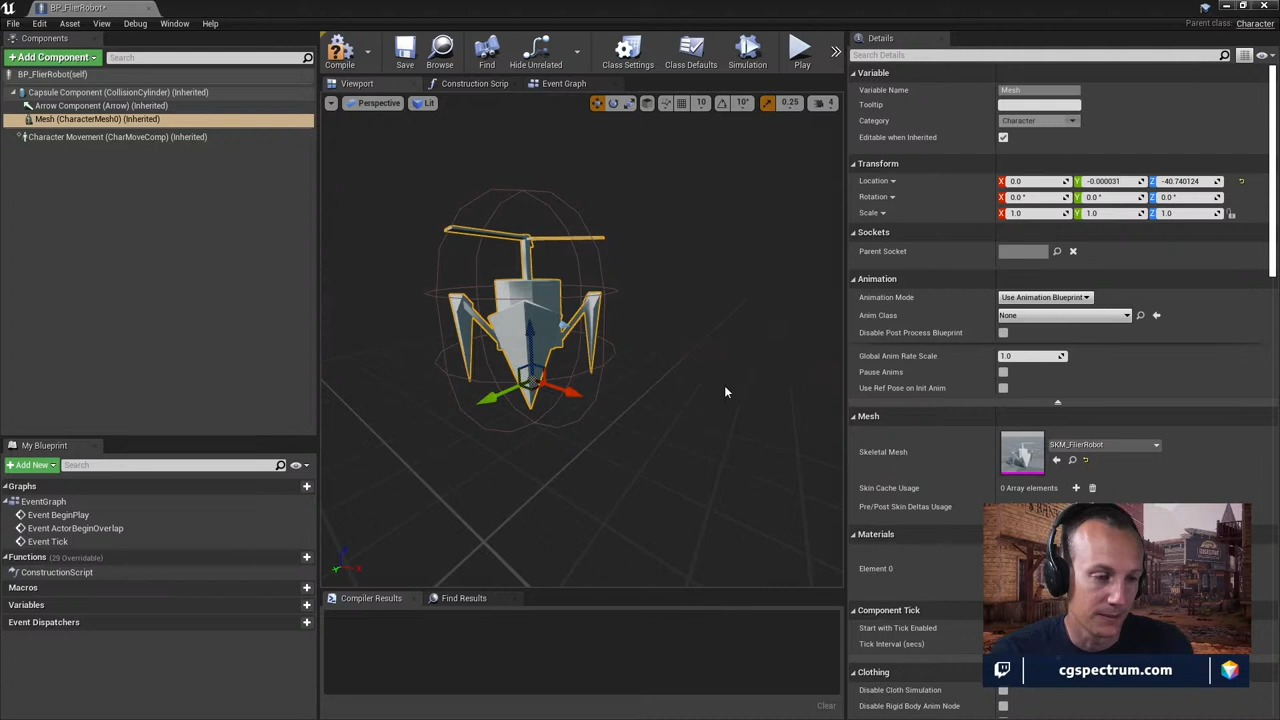 BP_FlierRobot*
File Edit Asset View Debug Window Help
Parent class: Character
Components
+Add Component
Search
BP_FlierRobot(self)
Capsule Component (CollisionCylinder) (Inherited)
Arrow Component (Arrow) (Inherited)
Mesh (CharacterMesh0) (Inherited)
Character Movement (CharMoveComp) (Inherited)
Compile
Save
Browse
Find
Hide Unrelated
Class Settings
Class Defaults
Simulation
Play
Viewport
Construction Scrip
Event Graph
Perspective
Lit
10
10°
0.25
4
My Blueprint
+Add New
Search
Graphs
EventGraph
Event BeginPlay
Event ActorBeginOverlap
Event Tick
Functions (29 Overridable)
ConstructionScript
Macros
Variables
Event Dispatchers
Compiler Results
Find Results
Clear
Details
Search Details
Variable
Variable Name Mesh
Tooltip
Category Character
Editable when Inherited
Transform
Location X 0.0 Y -0.000031 Z -40.740124
Rotation X 0.0 ° Y 0.0 ° Z 0.0 °
Scale X 1.0 Y 1.0 Z 1.0
Sockets
Parent Socket
Animation
Animation Mode Use Animation Blueprint
Anim Class None
Disable Post Process Blueprint
Global Anim Rate Scale 1.0
Pause Anims
Use Ref Pose on Init Anim
Mesh
Skeletal Mesh SKM_FlierRobot
Skin Cache Usage 0 Array elements
Pre/Post Skin Deltas Usage
Materials
Element 0
Component Tick
Start with Tick Enabled
Tick Interval (secs)
Clothing
Disable Cloth Simulation
Disable Rigid Body Anim Node
cgspectrum.com